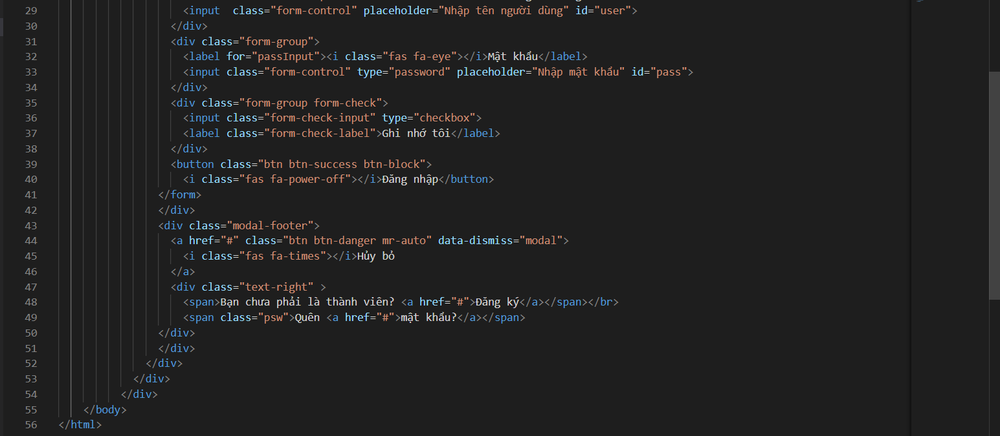 29 <input  class="form-control" placeholder="Nhập tên người dùng" id="user">
30 </div>
31 <div class="form-group">
32 <label for="passInput"><i class="fas fa-eye"></i>Mật khẩu</label>
33 <input class="form-control" type="password" placeholder="Nhập mật khẩu" id="pass">
34 </div>
35 <div class="form-group form-check">
36 <input class="form-check-input" type="checkbox">
37 <label class="form-check-label">Ghi nhớ tôi</label>
38 </div>
39 <button class="btn btn-success btn-block">
40 <i class="fas fa-power-off"></i>Đăng nhập</button>
41 </form>
42 </div>
43 <div class="modal-footer">
44 <a href="#" class="btn btn-danger mr-auto" data-dismiss="modal">
45 <i class="fas fa-times"></i>Hủy bỏ
46 </a>
47 <div class="text-right" >
48 <span>Bạn chưa phải là thành viên? <a href="#">Đăng ký</a></span></br>
49 <span class="psw">Quên <a href="#">mật khẩu?</a></span>
50 </div>
51 </div>
52 </div>
53 </div>
54 </div>
55 </body>
56 </html>